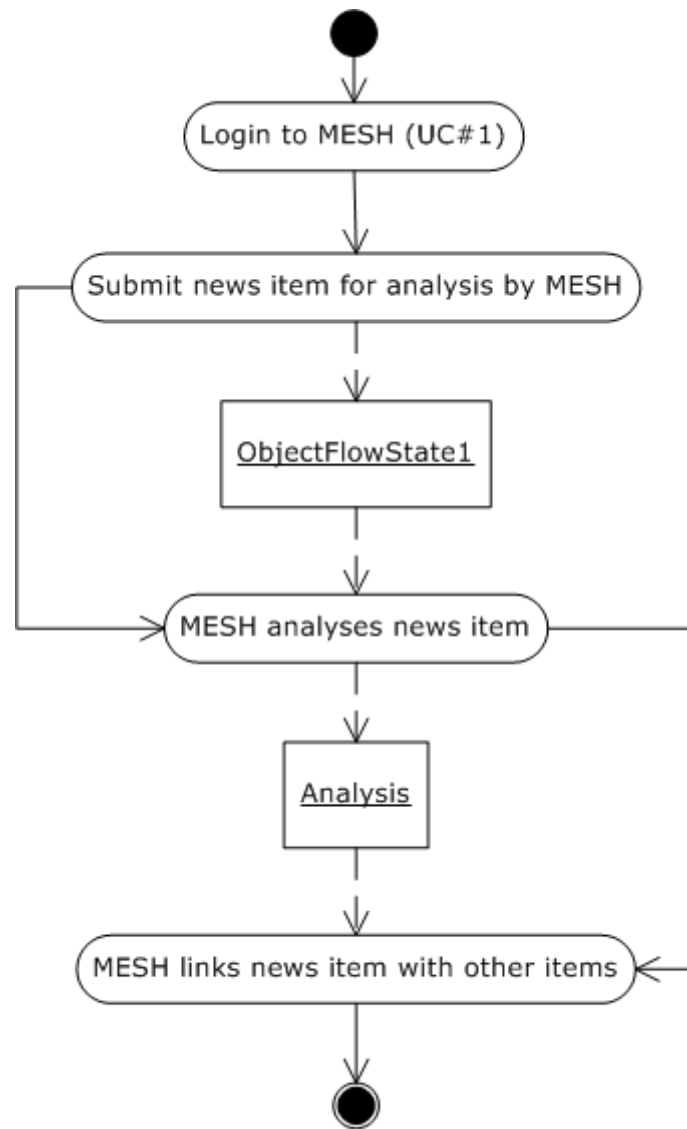 Login to MESH (UC#1)
Submit news item for analysis by MESH
ObjectFlowState1
MESH analyses news item
Analysis
MESH links news item with other items